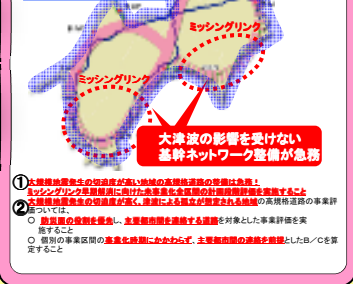 ミッシングリンク
ミッシングリンク
大津波の影響を受けない
基幹ネットワーク整備が急務
①大規模地震発生の切迫度が高い地域の高規格道路の整備は急務!
ミッシングリンク早期解消に向けた未事業化全区間の計画段階評価を実施すること
②大規模地震発生の切迫度が高く、津波による孤立が想定される地域の高規格道路の事業評
価ついては、
○ 防災面の役割を優先し、主要都市間を連絡する道路を対象とした事業評価を実
施すること
○ 個別の事業区間の事業化時期にかかわらず、主要都市間の連絡を前提としたB/Cを算
定すること